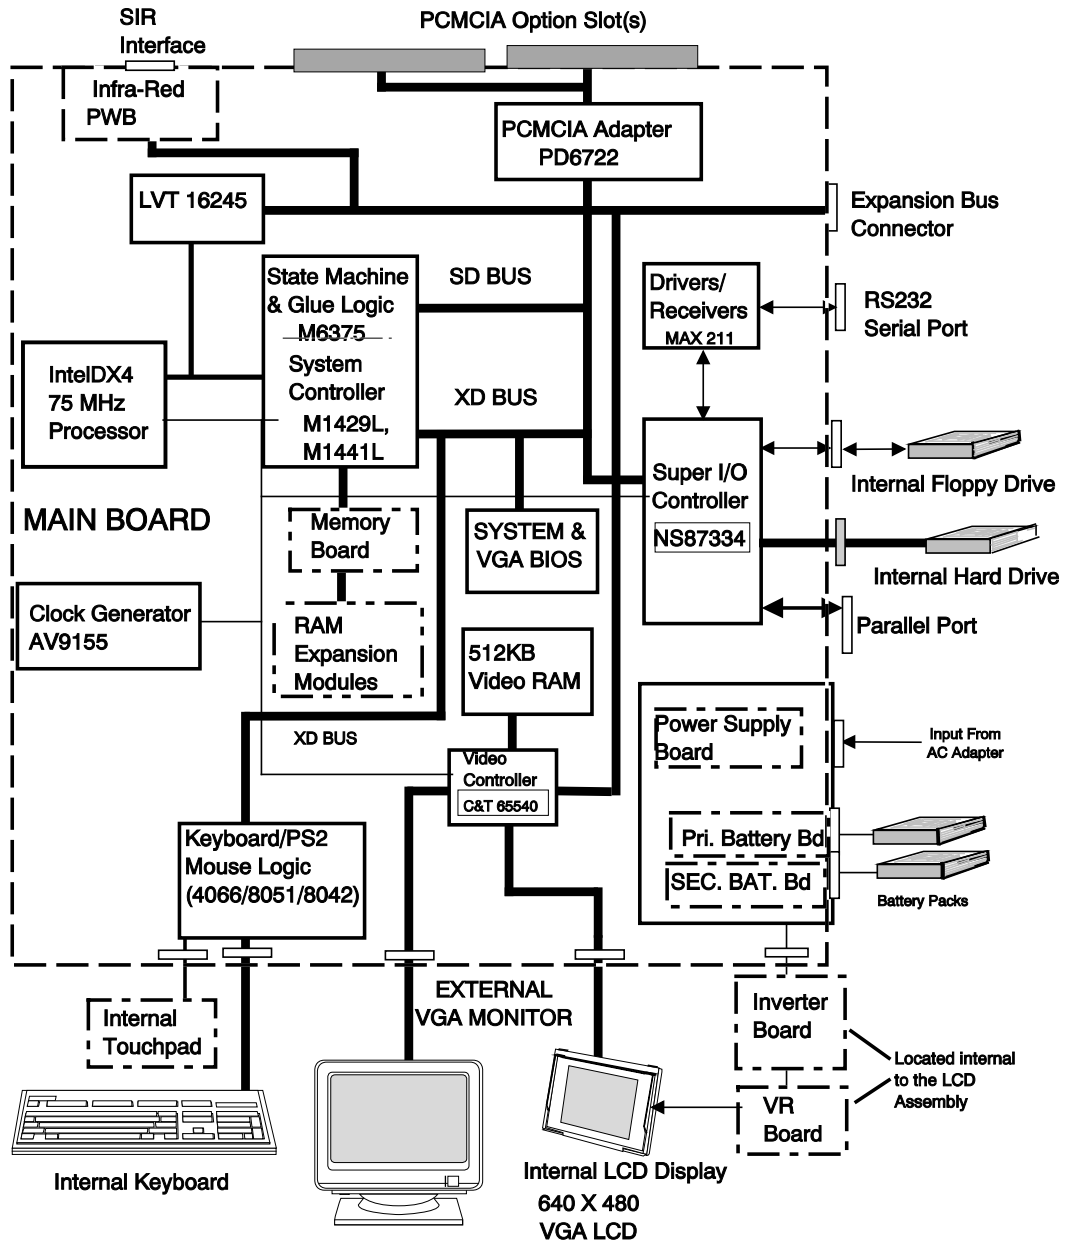 SIR
Interface
PCMCIA Option Slot(s)
Infra-Red
PWB
PCMCIA Adapter
PD6722
LVT 16245
Expansion Bus
Connector
State Machine
& Glue Logic
M6375
System
Controller
M1429L,
M1441L
SD BUS
Drivers/
Receivers
MAX 211
RS232
Serial Port
IntelDX4
75 MHz
Processor
XD BUS
Super I/O
Controller
NS87334
Internal Floppy Drive
MAIN BOARD
Memory
Board
SYSTEM &
VGA BIOS
Internal Hard Drive
Clock Generator
AV9155
RAM
Expansion
Modules
512KB
Video RAM
Parallel Port
XD BUS
Power Supply
Board
Input From
AC Adapter
Video
Controller
C&T 65540
Keyboard/PS2
Mouse Logic
(4066/8051/8042)
Pri. Battery Bd
SEC. BAT. Bd
Battery Packs
EXTERNAL
VGA MONITOR
Internal
Touchpad
Inverter
Board
Located internal
to the LCD
Assembly
VR
Board
Internal Keyboard
Internal LCD Display
640 X 480
VGA LCD